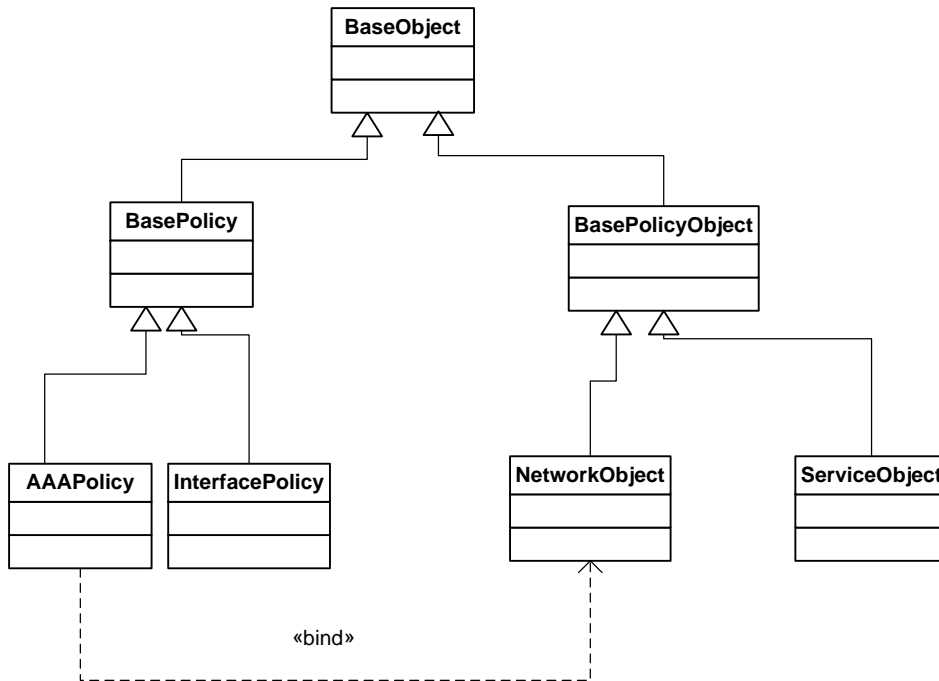 BaseObject
BasePolicy
BasePolicyObject
AAAPolicy
InterfacePolicy
NetworkObject
ServiceObject
«bind»